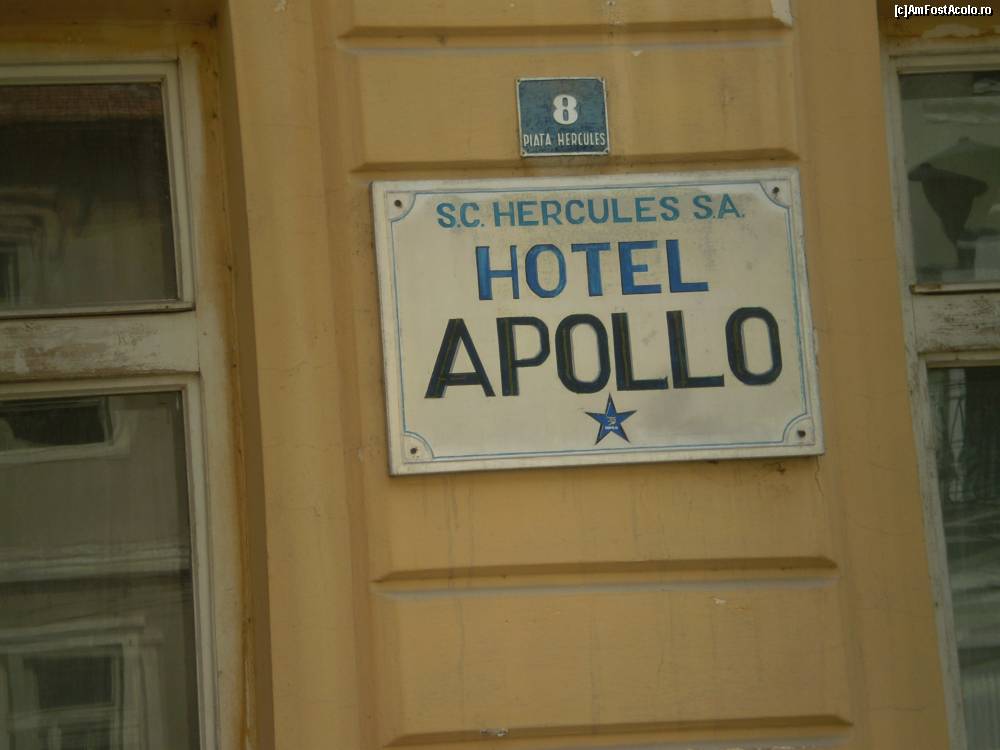 [c]AmFostAcolo.ro
8
PIATA HERCULES
S.C. HERCULES S.A.
HOTEL
APOLLO